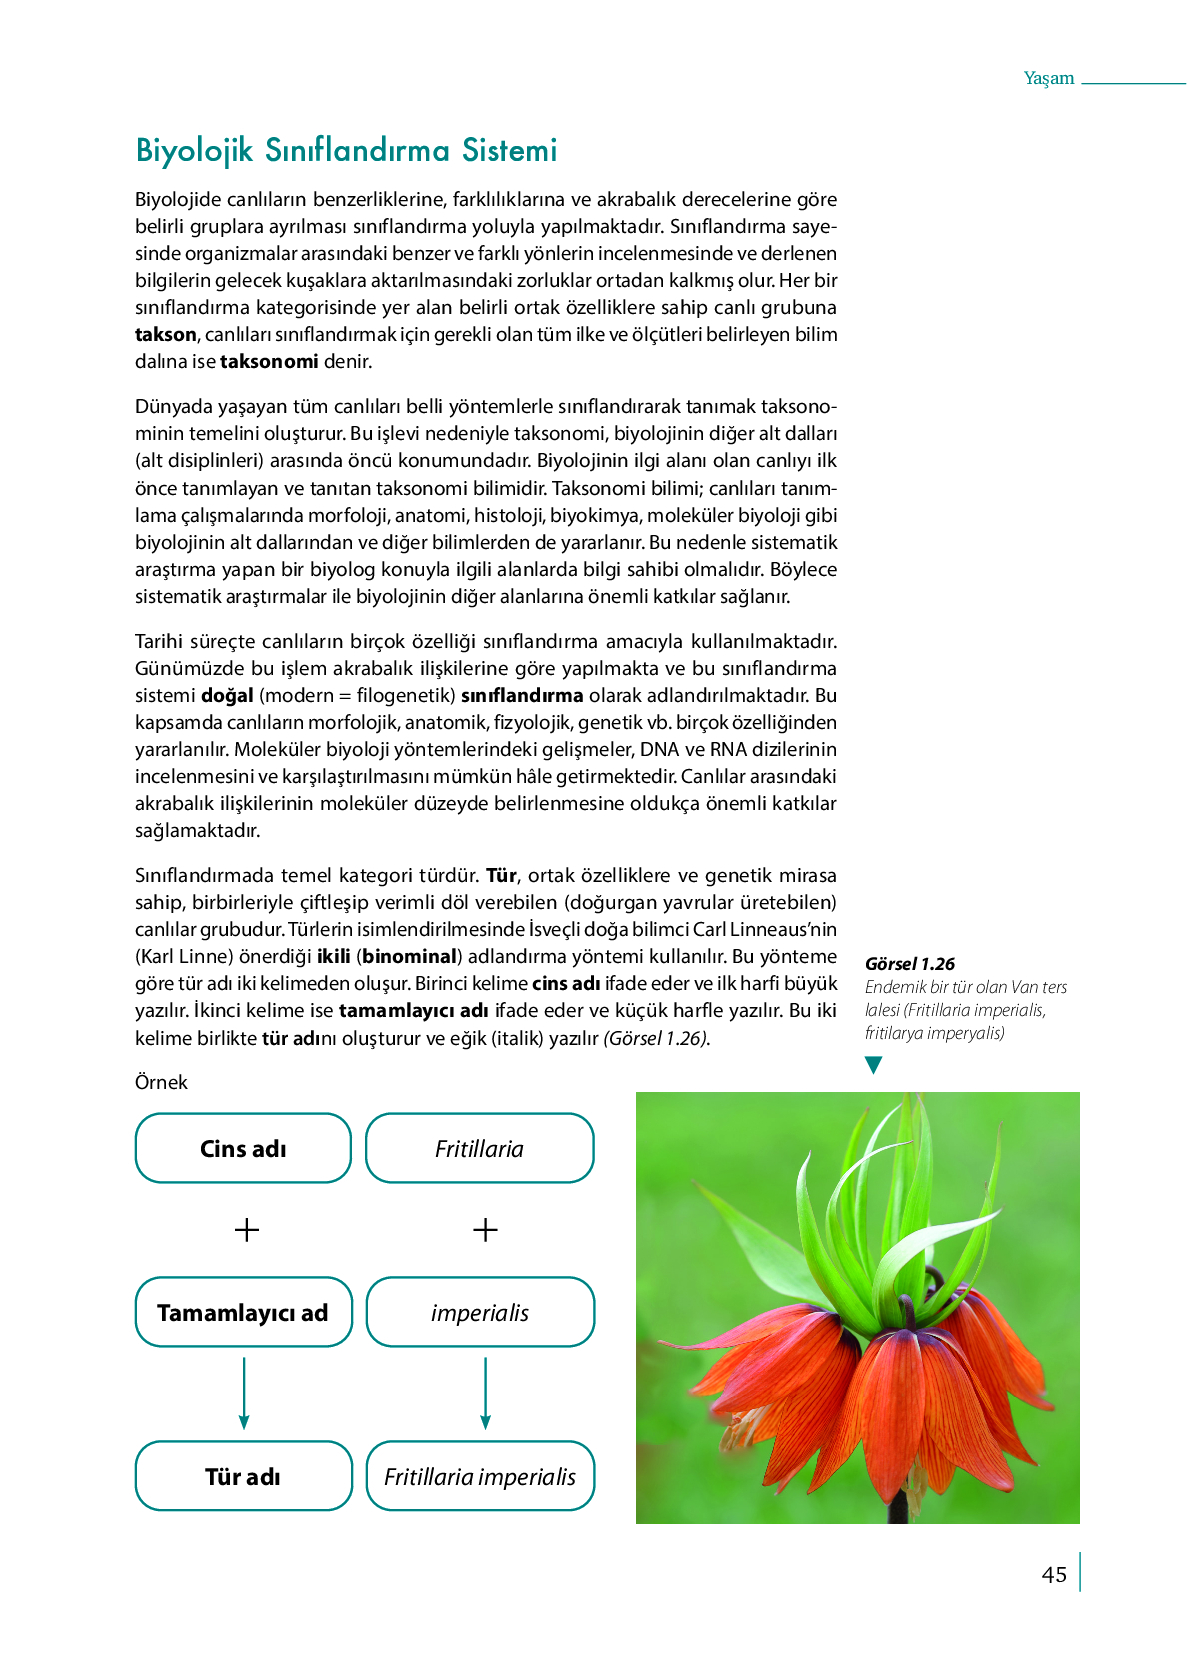 Yaşam
Biyolojik Sınıflandırma Sistemi
Biyolojide canlıların benzerliklerine, farklılıklarına ve akrabalık derecelerine göre
belirli gruplara ayrılması sınıflandırma yoluyla yapılmaktadır. Sınıflandırma saye-
sinde organizmalar arasındaki benzer ve farklı yönlerin incelenmesinde ve derlenen
bilgilerin gelecek kuşaklara aktarılmasındaki zorluklar ortadan kalkmış olur. Her bir
sınıflandırma kategorisinde yer alan belirli ortak özelliklere sahip canlı grubuna
takson, canlıları sınıflandırmak için gerekli olan tüm ilke ve ölçütleri belirleyen bilim
dalına ise taksonomi denir.
Dünyada yaşayan tüm canlıları belli yöntemlerle sınıflandırarak tanımak taksono-
minin temelini oluşturur. Bu işlevi nedeniyle taksonomi, biyolojinin diğer alt dalları
(alt disiplinleri) arasında öncü konumundadır. Biyolojinin ilgi alanı olan canlıyı ilk
önce tanımlayan ve tanıtan taksonomi bilimidir. Taksonomi bilimi; canlıları tanım-
lama çalışmalarında morfoloji, anatomi, histoloji, biyokimya, moleküler biyoloji gibi
biyolojinin alt dallarından ve diğer bilimlerden de yararlanır. Bu nedenle sistematik
araştırma yapan bir biyolog konuyla ilgili alanlarda bilgi sahibi olmalıdır. Böylece
sistematik araştırmalar ile biyolojinin diğer alanlarına önemli katkılar sağlanır.
Tarihi süreçte canlıların birçok özelliği sınıflandırma amacıyla kullanılmaktadır.
Günümüzde bu işlem akrabalık ilişkilerine göre yapılmakta ve bu sınıflandırma
sistemi doğal (modern = filogenetik) sınıflandırma olarak adlandırılmaktadır. Bu
kapsamda canlıların morfolojik, anatomik, fizyolojik, genetik vb. birçok özelliğinden
yararlanılır. Moleküler biyoloji yöntemlerindeki gelişmeler, DNA ve RNA dizilerinin
incelenmesini ve karşılaştırılmasını mümkün hâle getirmektedir. Canlılar arasındaki
akrabalık ilişkilerinin moleküler düzeyde belirlenmesine oldukça önemli katkılar
sağlamaktadır.
Sınıflandırmada temel kategori türdür. Tür, ortak özelliklere ve genetik mirasa
sahip, birbirleriyle çiftleşip verimli döl verebilen (doğurgan yavrular üretebilen)
canlılar grubudur. Türlerin isimlendirilmesinde İsveçli doğa bilimci Carl Linneaus’nin
(Karl Linne) önerdiği ikili (binominal) adlandırma yöntemi kullanılır. Bu yönteme
göre tür adı iki kelimeden oluşur. Birinci kelime cins adı ifade eder ve ilk harfi büyük
yazılır. İkinci kelime ise tamamlayıcı adı ifade eder ve küçük harfle yazılır. Bu iki
kelime birlikte tür adını oluşturur ve eğik (italik) yazılır (Görsel 1.26).
Görsel 1.26
Endemik bir tür olan Van ters
lalesi (Fritillaria imperialis,
fritilarya imperyalis)
Örnek
Cins adı Fritillaria
+ +
Tamamlayıcı ad imperialis
Tür adı Fritillaria imperialis
45